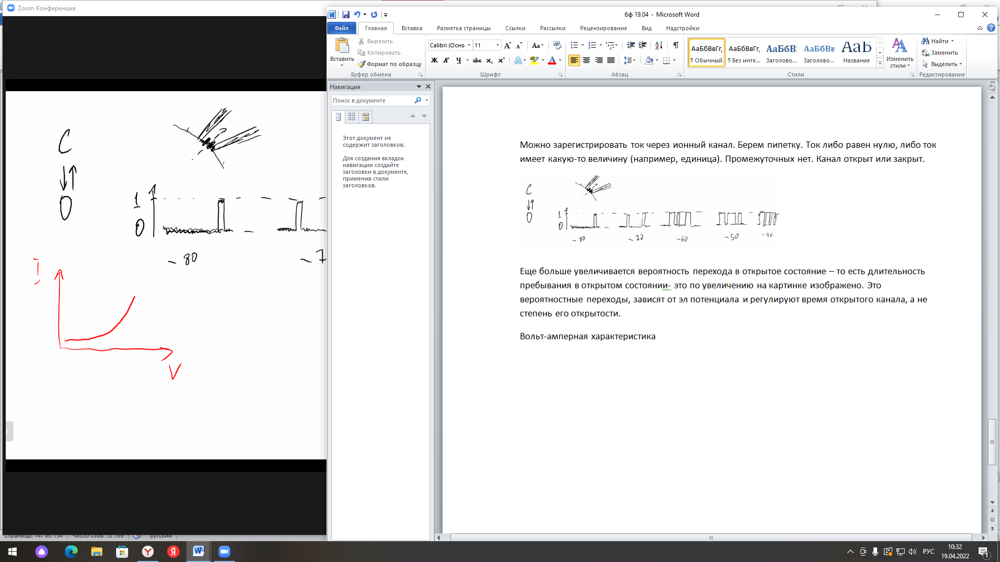 Zoom Конференция
6ф 19.04 - Microsoft Word
Файл Главная Вставка Разметка страницы Ссылки Рассылки Рецензирование Вид Надстройки
Вставить
Вырезать
Копировать
Формат по образцу
Буфер обмена
Calibri (Осно 11
Ж К Ч abc x₂ x²
Шрифт
Абзац
АаБбВвГг, АаБбВвГг, АаБбВв АаБбВв АаБ
¶ Обычный ¶ Без инте... Заголово... Заголово... Название
Стили
Изменить стили
Найти
Заменить
Выделить
Редактирование
Навигация
Поиск в документе
Этот документ не
содержит заголовков.
Для создания вкладок
навигации создайте
заголовки в документе,
применив стили
заголовков.
C
O
1
0
- 80
- 7
I
V
Можно зарегистрировать ток через ионный канал. Берем пипетку. Ток либо равен нулю, либо ток
имеет какую-то величину (например, единица). Промежуточных нет. Канал открыт или закрыт.
C
O
1
0
- 80 - 70 -60 -50 -40
Еще больше увеличивается вероятность перехода в открытое состояние – то есть длительность
пребывания в открытом состоянии- это по увеличению на картинке изображено. Это
вероятностные переходы, зависят от эл потенциала и регулируют время открытого канала, а не
степень его открытости.
Вольт-амперная характеристика
Страница: 147 из 154 Число слов: 12 769 русский
РУС
10:32
19.04.2022